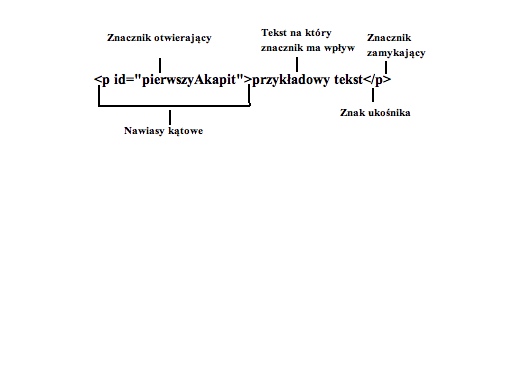 Znacznik otwierający
Tekst na który
znacznik ma wpływ
Znacznik
zamykający
<p id="pierwszyAkapit">przykładowy tekst</p>
Znak ukośnika
Nawiasy kątowe